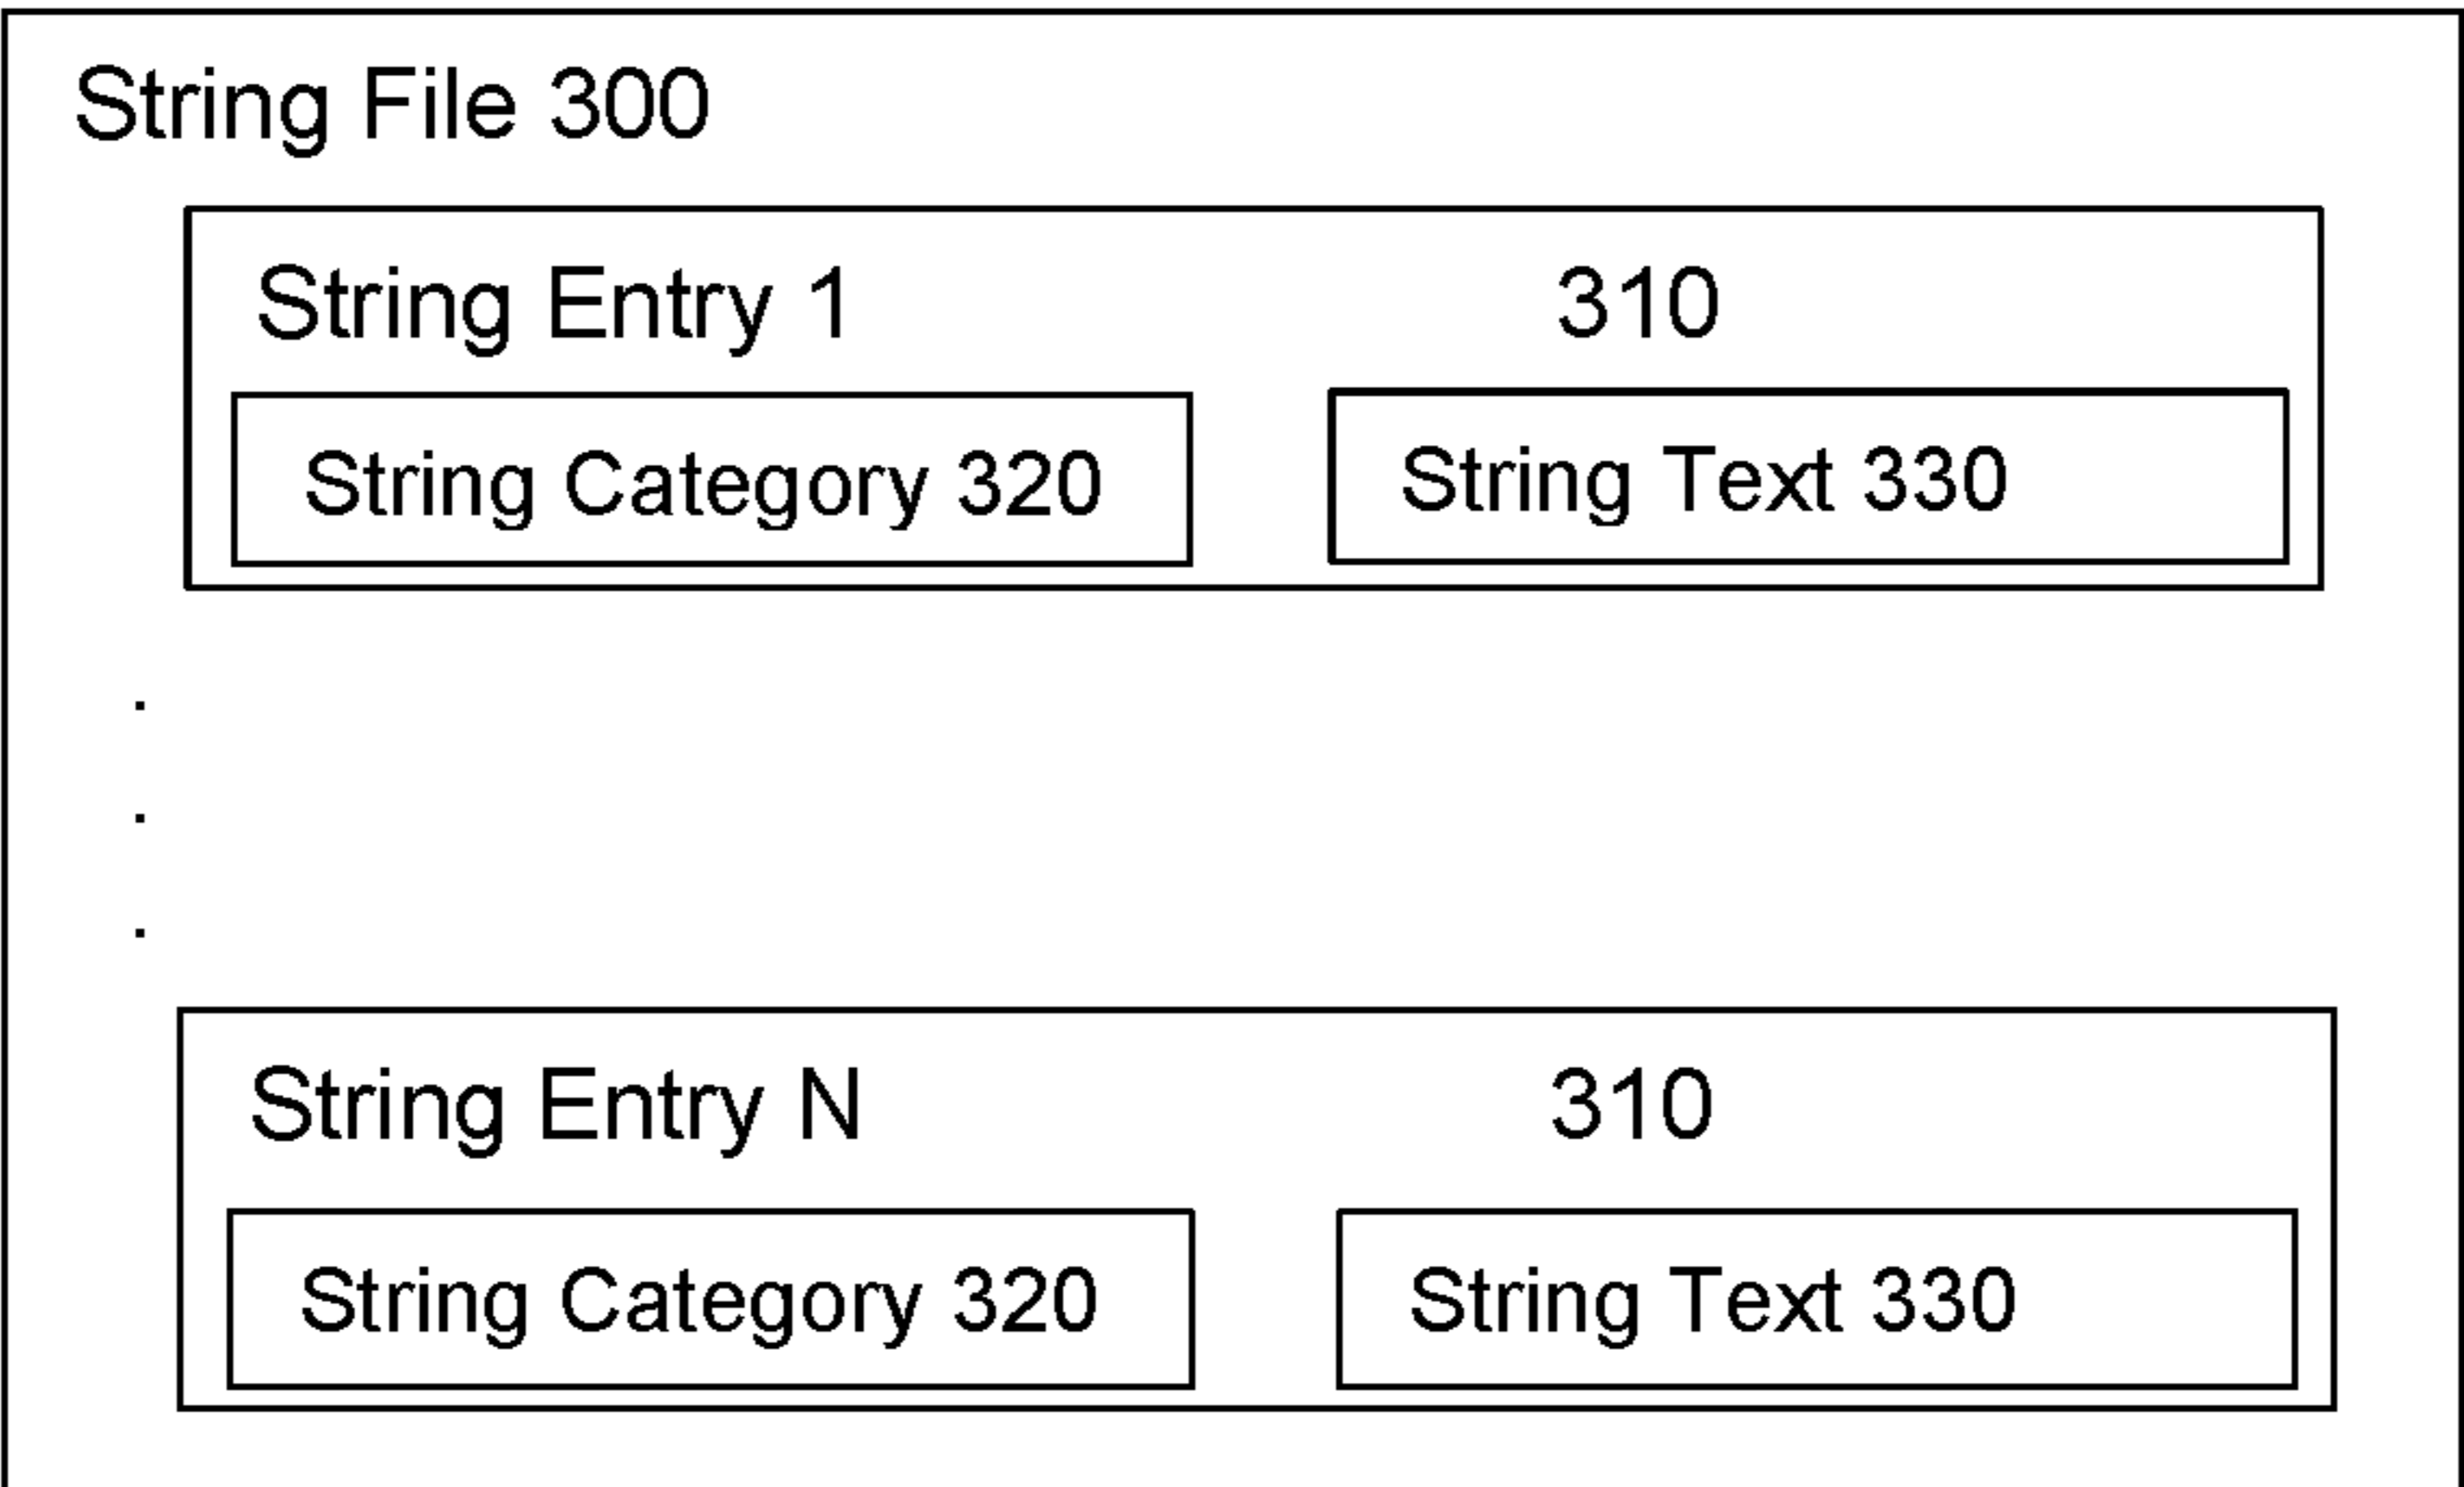 String File 300
String Entry 1 310
String Category 320 String Text 330
.
.
.
String Entry N 310
String Category 320 String Text 330